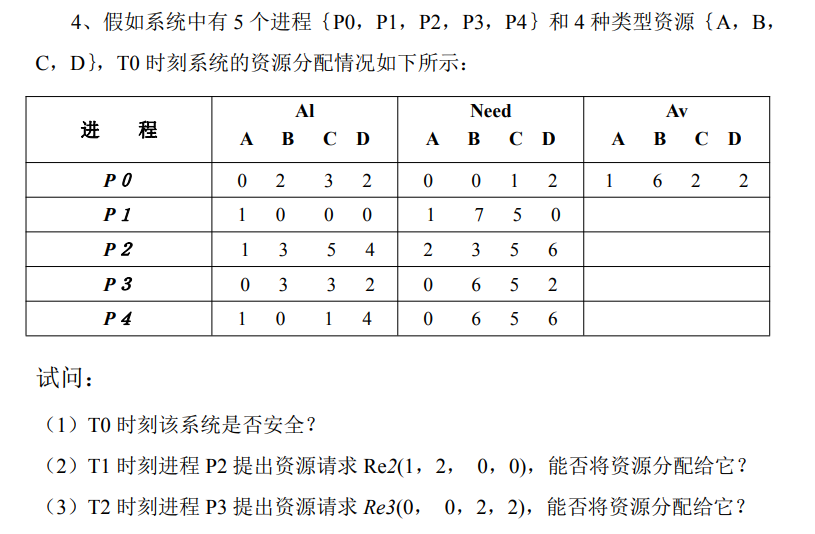 4、假如系统中有 5 个进程｛P0，P1，P2，P3，P4｝和 4 种类型资源｛A，B，
C，D｝，T0 时刻系统的资源分配情况如下所示：
进 程 Al Need Av
A B C D A B C D A B C D
P0 0 2 3 2 0 0 1 2 1 6 2 2
P1 1 0 0 0 1 7 5 0
P2 1 3 5 4 2 3 5 6
P3 0 3 3 2 0 6 5 2
P4 1 0 1 4 0 6 5 6
试问：
（1）T0 时刻该系统是否安全？
（2）T1 时刻进程 P2 提出资源请求 Re2(1，2， 0，0)，能否将资源分配给它？
（3）T2 时刻进程 P3 提出资源请求 Re3(0， 0，2，2)，能否将资源分配给它？